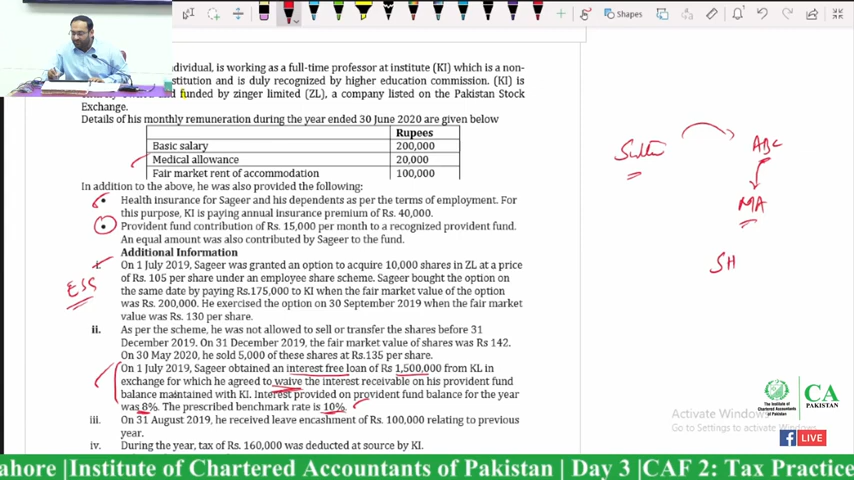 Shapes
individual, is working as a full-time professor at institute (KI) which is a non-
stitution and is duly recognized by higher education commission. (KI) is
funded by zinger limited (ZL), a company listed on the Pakistan Stock
Exchange.
Details of his monthly remuneration during the year ended 30 June 2020 are given below
Rupees
Basic salary 200,000
Medical allowance 20,000
Fair market rent of accommodation 100,000
In addition to the above, he was also provided the following:
• Health insurance for Sageer and his dependents as per the terms of employment. For
this purpose, KI is paying annual insurance premium of Rs. 40,000.
• Provident fund contribution of Rs. 15,000 per month to a recognized provident fund.
An equal amount was also contributed by Sageer to the fund.
Additional Information
i. On 1 July 2019, Sageer was granted an option to acquire 10,000 shares in ZL at a price
of Rs. 105 per share under an employee share scheme. Sageer bought the option on
the same date by paying Rs.175,000 to KI when the fair market value of the option
was Rs. 200,000. He exercised the option on 30 September 2019 when the fair market
value was Rs. 130 per share.
ii. As per the scheme, he was not allowed to sell or transfer the shares before 31
December 2019. On 31 December 2019, the fair market value of shares was Rs 142.
On 30 May 2020, he sold 5,000 of these shares at Rs.135 per share.
On 1 July 2019, Sageer obtained an interest free loan of Rs 1,500,000 from KL in
exchange for which he agreed to waive the interest receivable on his provident fund
balance maintained with KI. Interest provided on provident fund balance for the year
was 8%. The prescribed benchmark rate is 10%.
iii. On 31 August 2019, he received leave encashment of Rs. 100,000 relating to previous
year.
iv. During the year, tax of Rs. 160,000 was deducted at source by KI.
ESS
ABC
MA
SH
The Institute of
Chartered Accountants
of Pakistan
CA
PAKISTAN
Activate Windows
Go to Settings to activate Windows.
f LIVE
ahore |Institute of Chartered Accountants of Pakistan | Day 3 |CAF 2: Tax Practice